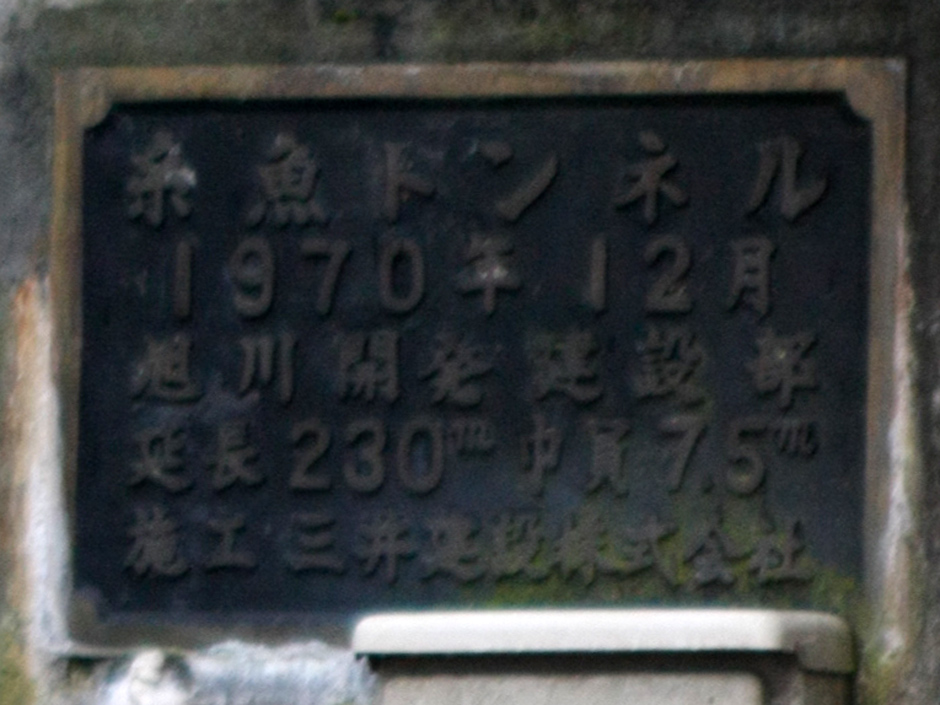 糸魚トンネル
1970年12月
旭川開発建設部
延長230m 巾員7.5m
施工 三井建設株式会社